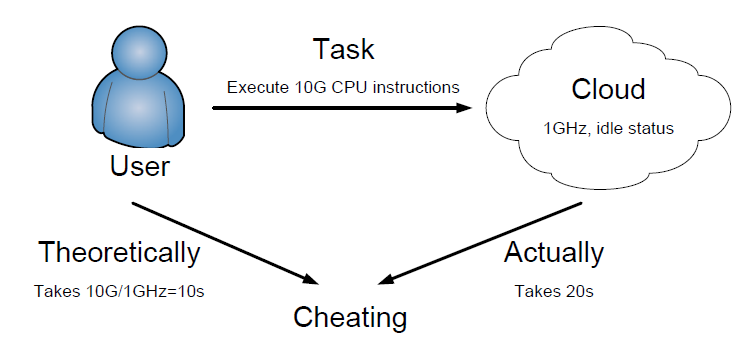 Task
Execute 10G CPU instructions
Cloud
1GHz, idle status
User
Theoretically
Takes 10G/1GHz=10s
Actually
Takes 20s
Cheating